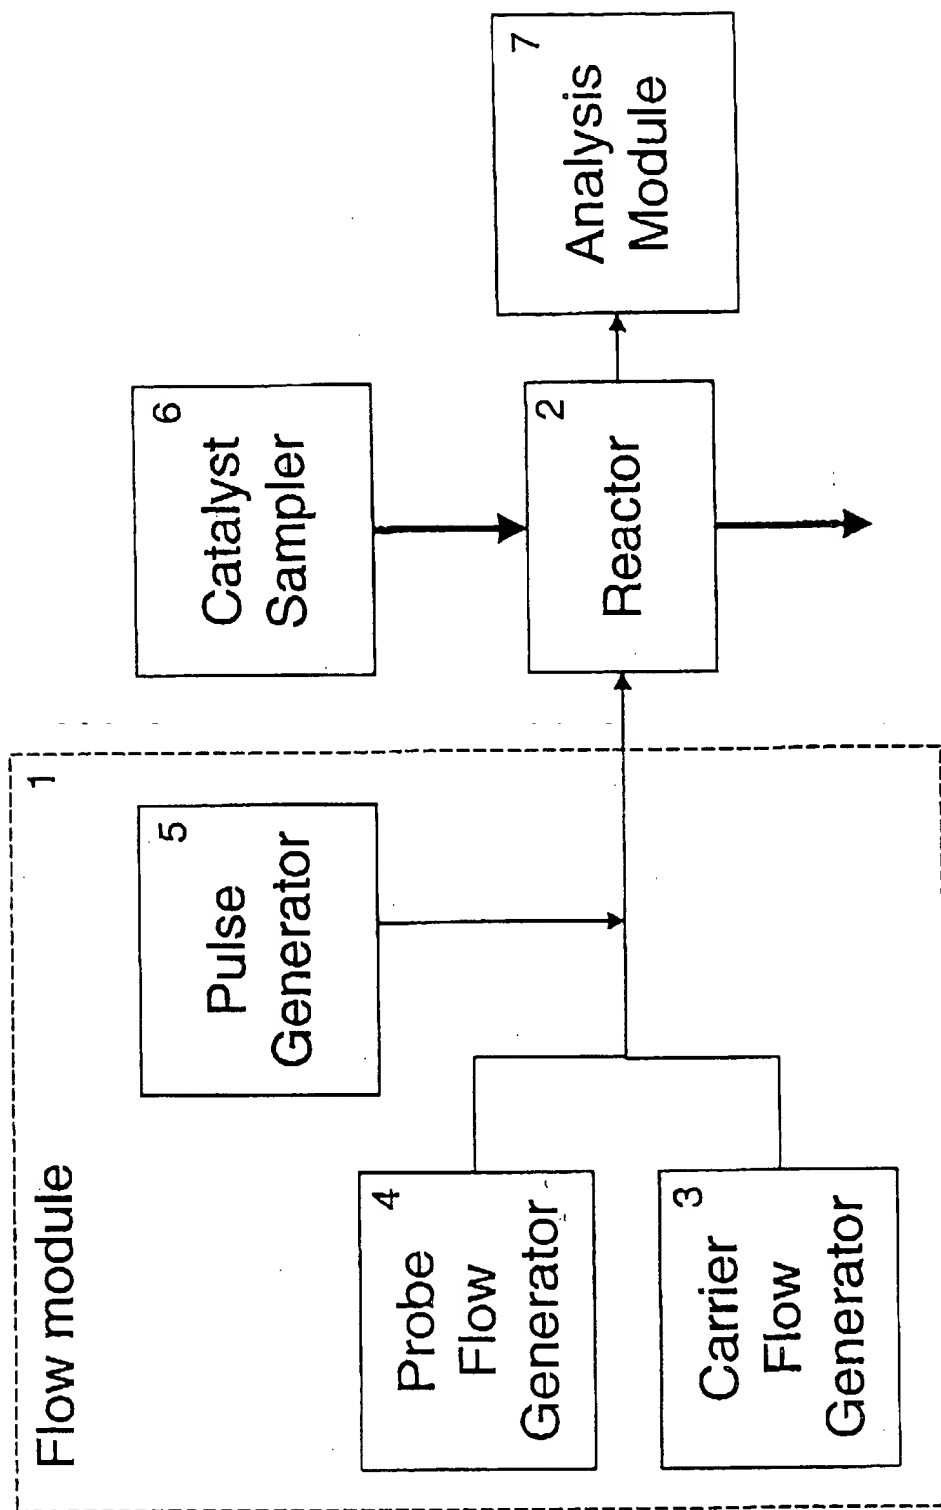 Flow module
1
Pulse
Generator
5
Probe
Flow
Generator
4
Carrier
Flow
Generator
3
Catalyst
Sampler
6
Reactor
2
Analysis
Module
7